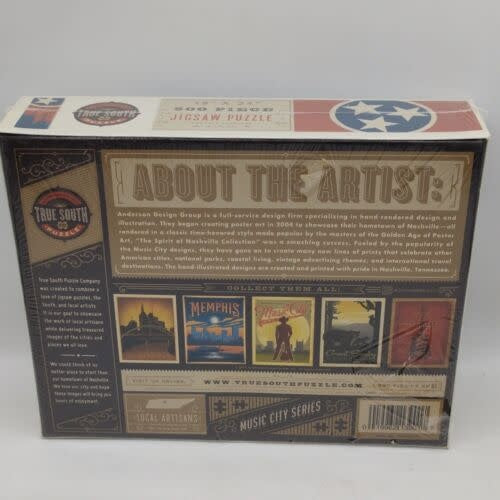 TRUE SOUTH
PUZZLE
18" X 24"
500 PIECE
JIGSAW PUZZLE
TRUE SOUTH
PUZZLE
ABOUT THE ARTIST:
Anderson Design Group is a full-service design firm specializing in hand-rendered design and
illustration. They began creating poster art in 2004 to showcase their hometown of Nashville—all
rendered in a classic time-honored style made popular by the masters of the Golden Age of Poster
Art, "The Spirit of Nashville Collection" was a smashing success. Fueled by the popularity of
the Music City designs, they have gone on to create many new lines of prints that celebrate other
American cities, national parks, coastal living, vintage advertising themes, and international travel
destinations. The hand-illustrated designs are created and printed with pride in Nashville, Tennessee.
True South Puzzle Company
was created to combine a
love of jigsaw puzzles, the
South, and local artists.
It is our goal to showcase
the work of local artisans
while delivering treasured
images of the cities and
places we all love.
We could think of no
better place to start than
our hometown of Nashville
We love our city and hope
these images will bring you
hours of enjoyment.
COLLECT THEM ALL:
MEMPHIS
Music City
VISIT US ONLINE:
WWW.TRUESOUTHPUZZLE.COM
LOCAL ARTISANS
MUSIC CITY SERIES